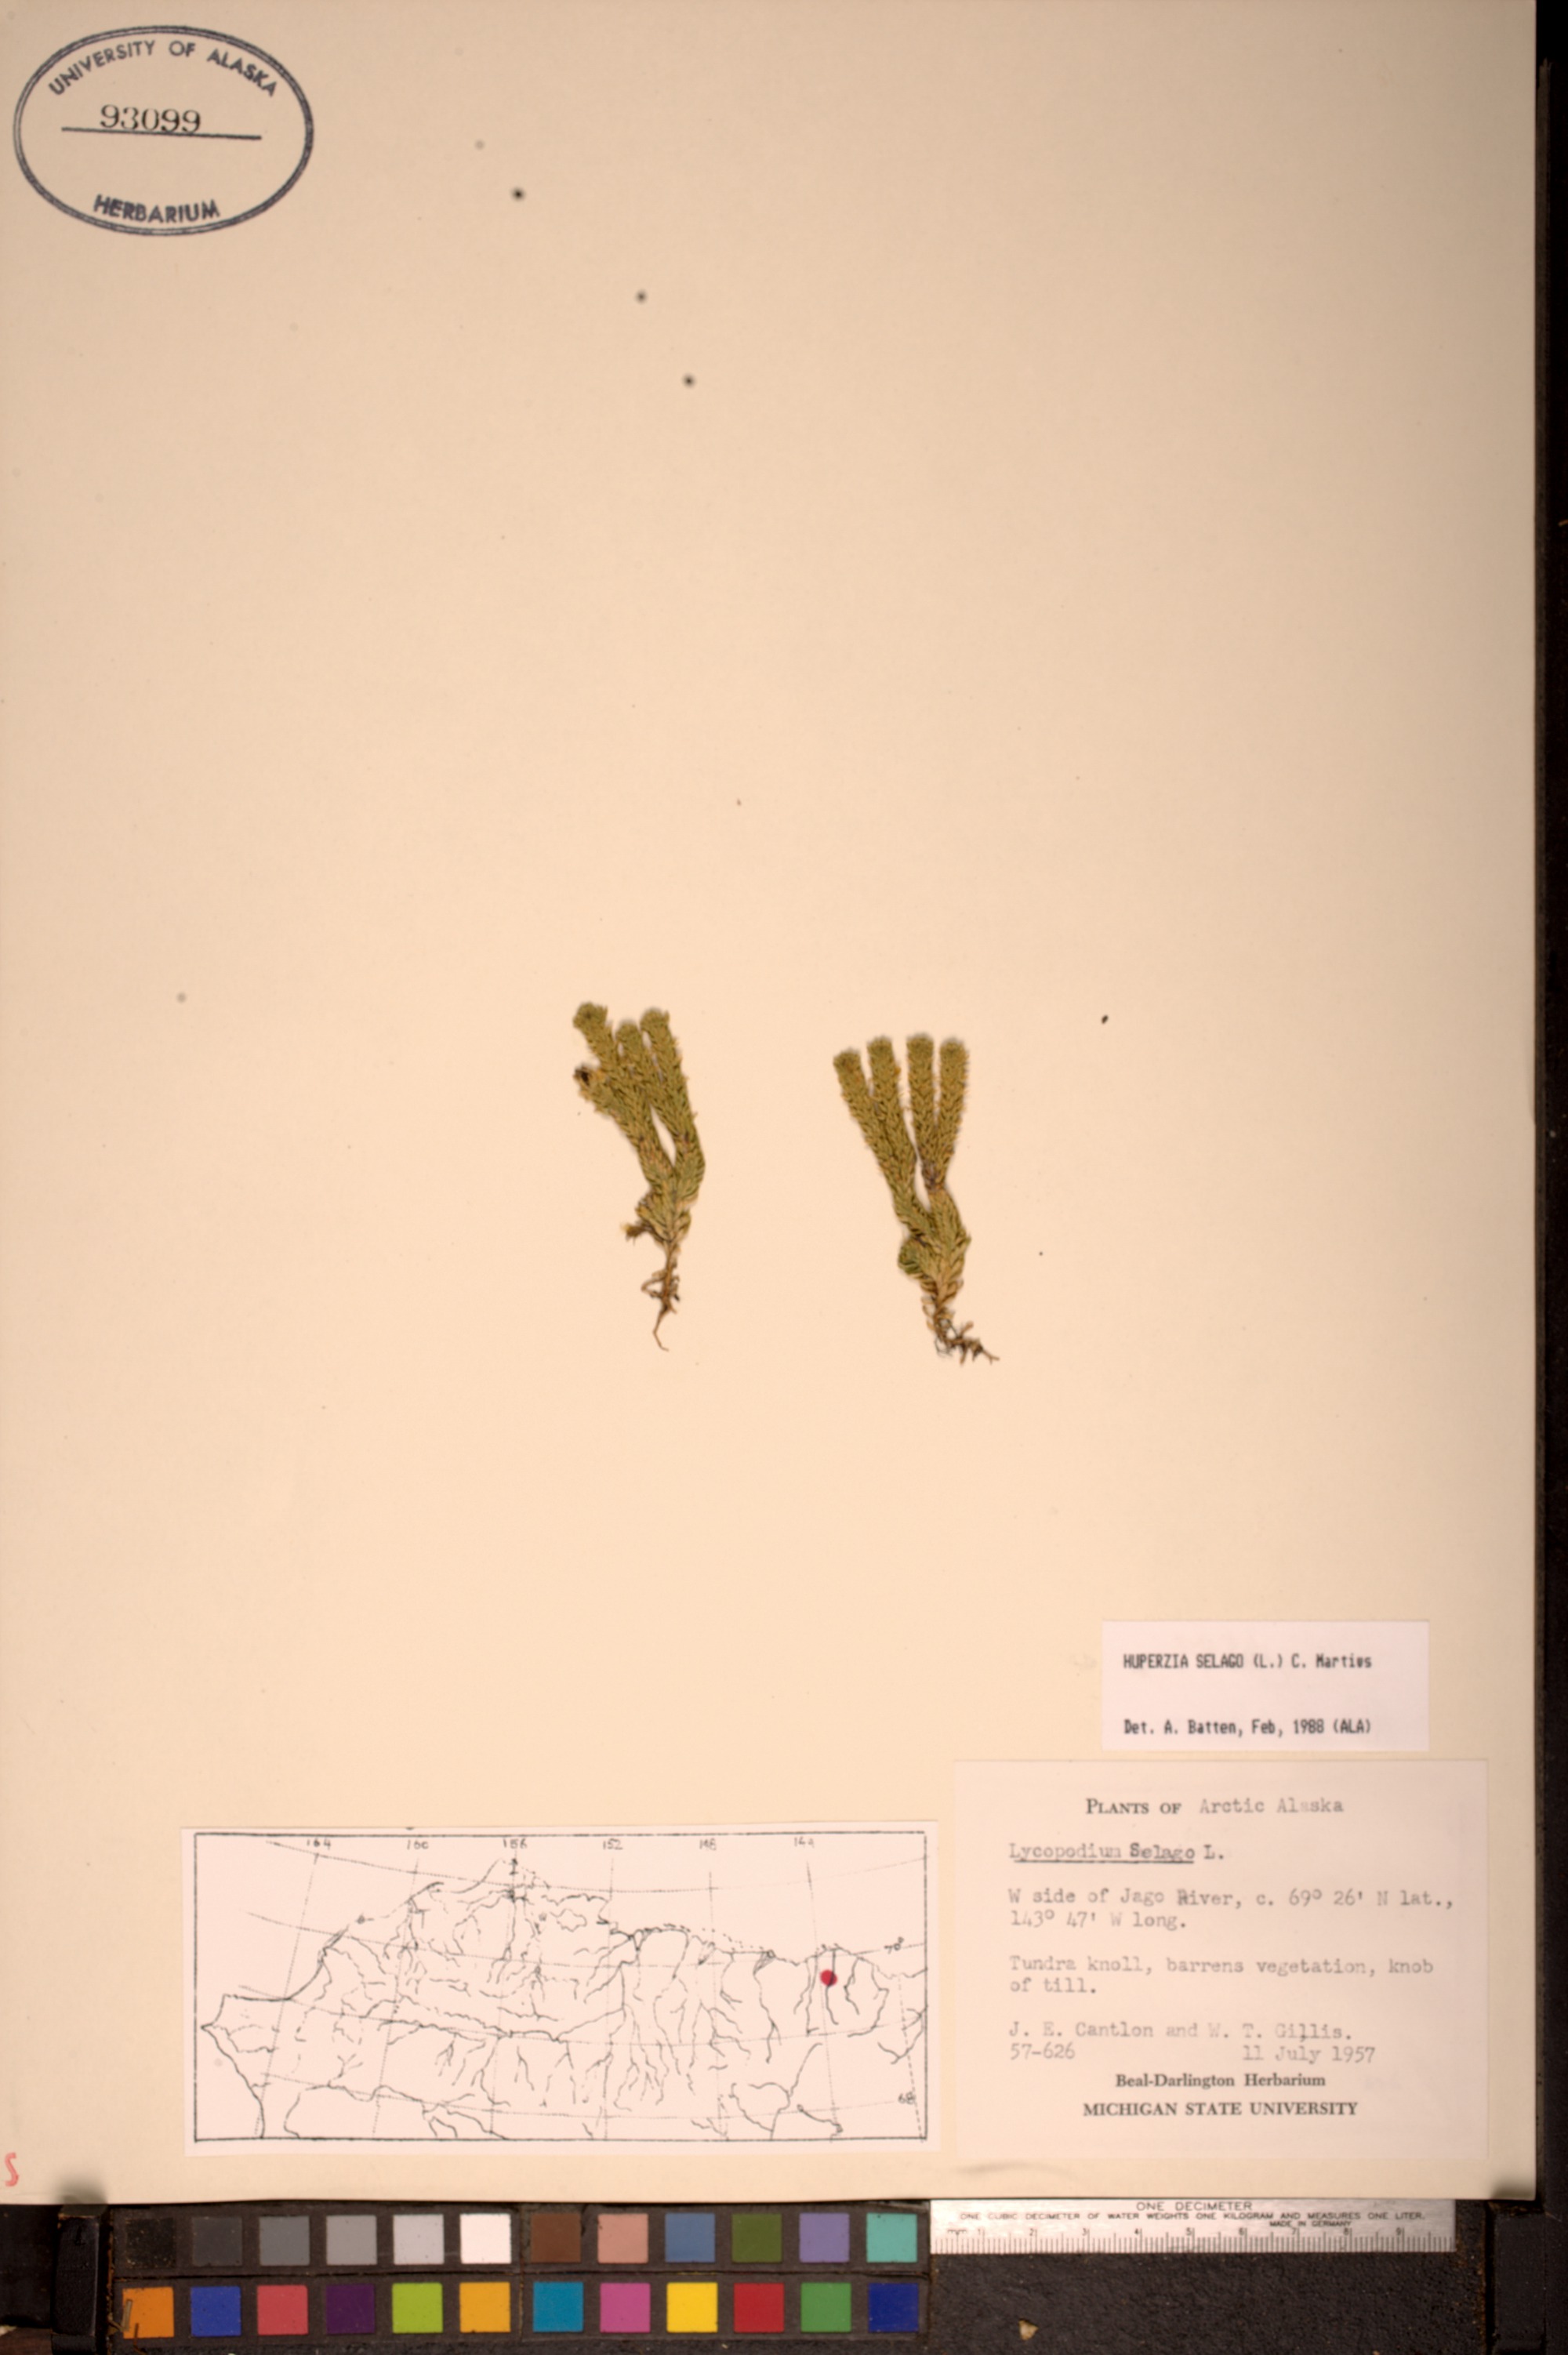 UNIVERSITY OF ALASKA
93099
HERBARIUM
HUPERZIA SELAGO (L.) C. Martius
Det. A. Batten, Feb, 1988 (ALA)
PLANTS OF Arctic Alaska
Lycopodium Selago L.
W side of Jago River, c. 69° 26' N lat.,
143° 47' W long.
Tundra knoll, barrens vegetation, knob
of till.
J. E. Cantlon and W. T. Gillis.
57-626 11 July 1957
Beal-Darlington Herbarium
MICHIGAN STATE UNIVERSITY
164 160 156 152 148 144
70
68
S
ONE DECIMETER
ONE CUBIC DECIMETER OF WATER WEIGHTS ONE KILOGRAM AND MEASURES ONE LITER.
MADE IN GERMANY
mm 1 2 3 4 5 6 7 8 9